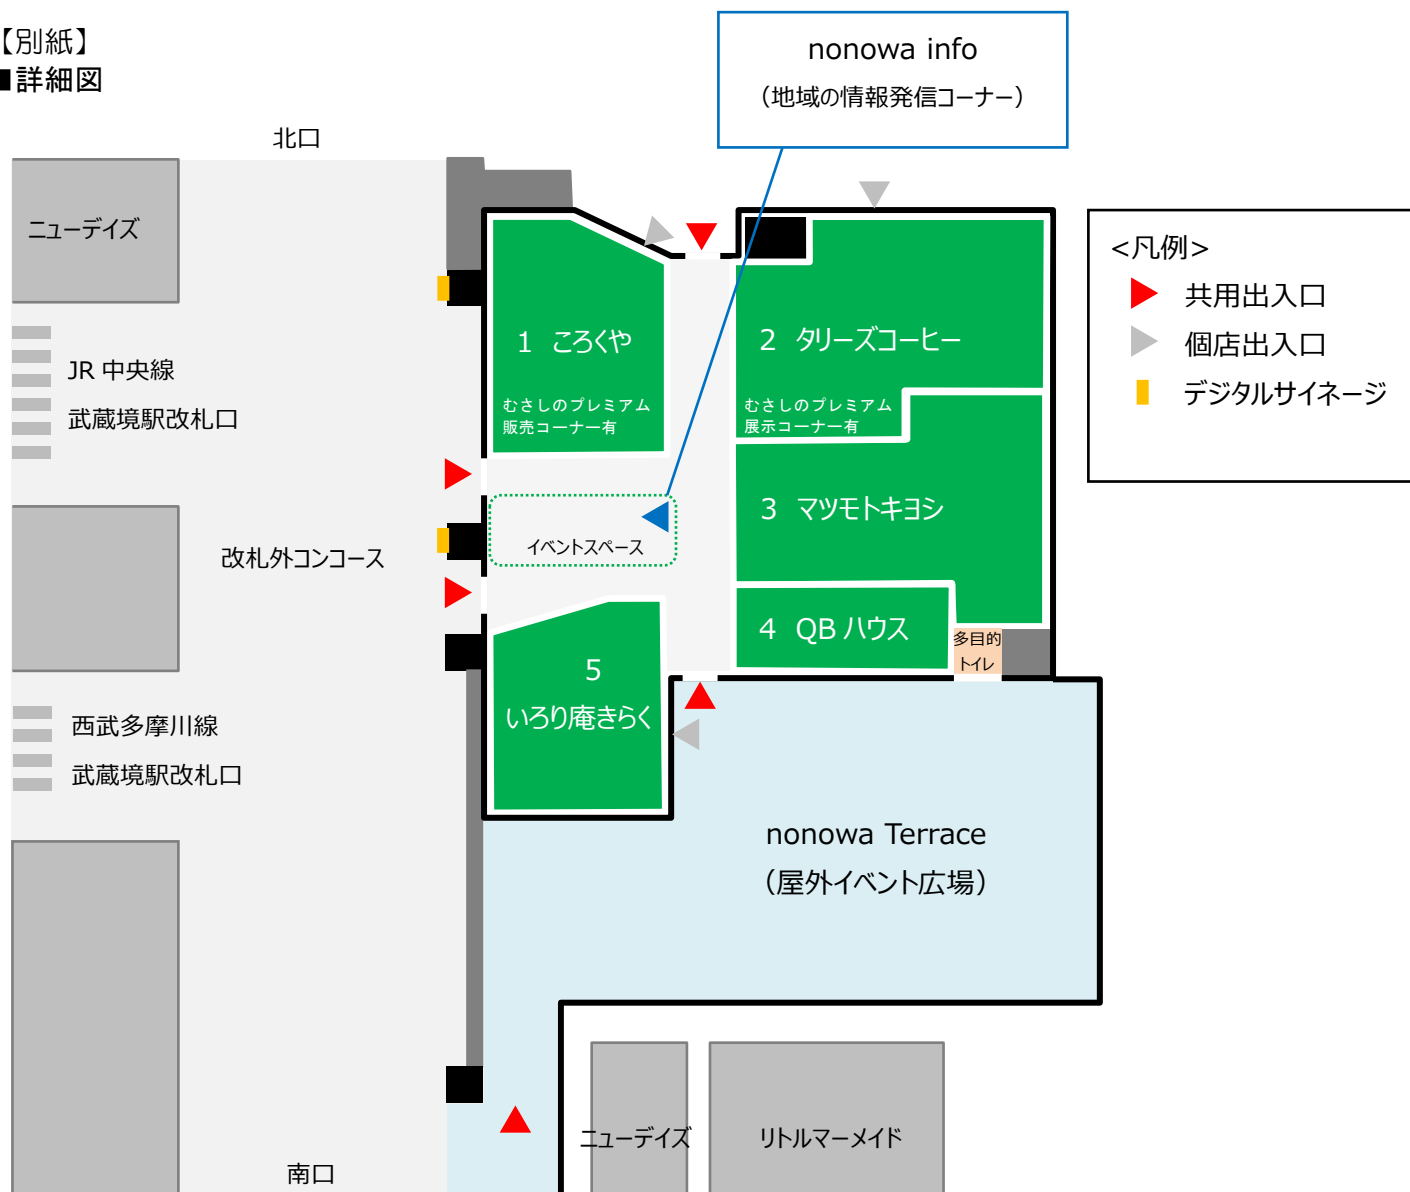 【別紙】
■詳細図
nonowa info
（地域の情報発信コーナー）
北口
ニューデイズ
<凡例>
共用出入口
個店出入口
デジタルサイネージ
1 ころくや
むさしのプレミアム
販売コーナー有
2 タリーズコーヒー
むさしのプレミアム
展示コーナー有
JR 中央線
武蔵境駅改札口
3 マツモトキヨシ
イベントスペース
改札外コンコース
4 QB ハウス
多目的
トイレ
5
いろり庵きらく
西武多摩川線
武蔵境駅改札口
nonowa Terrace
（屋外イベント広場）
ニューデイズ
リトルマーメイド
南口